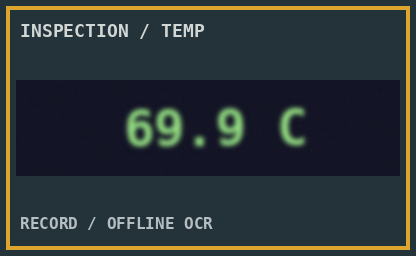 INSPECTION / TEMP
69.9 C
RECORD / OFFLINE OCR